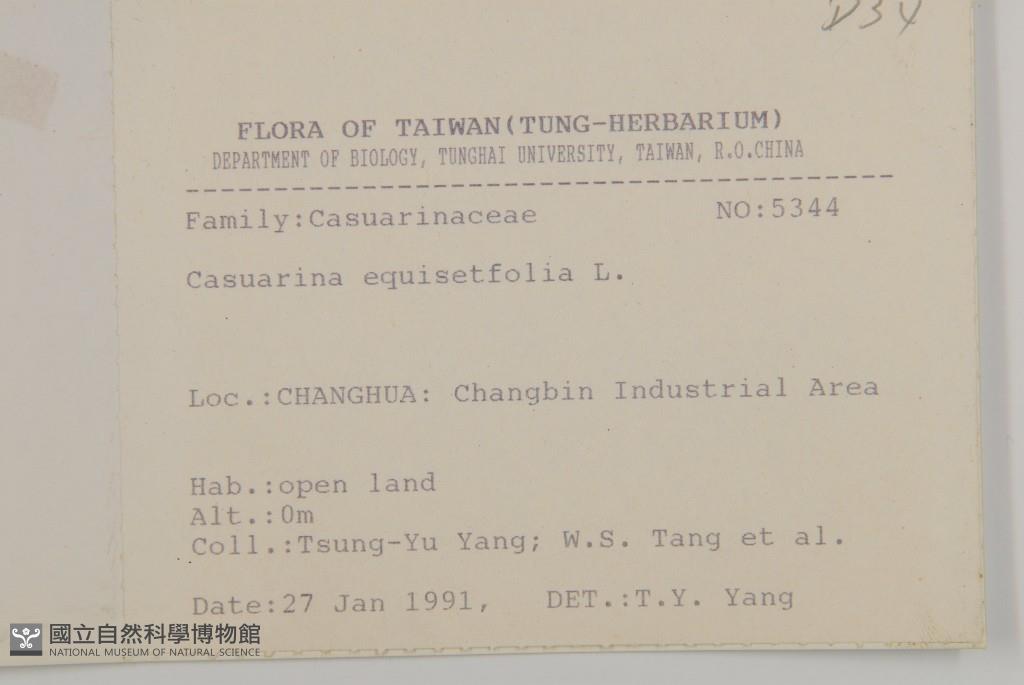 D34
FLORA OF TAIWAN(TUNG-HERBARIUM)
DEPARTMENT OF BIOLOGY, TUNGHAI UNIVERSITY, TAIWAN, R.O.CHINA
----------------------------------------
Family:Casuarinaceae NO:5344
Casuarina equisetfolia L.
Loc.:CHANGHUA: Changbin Industrial Area
Hab.:open land
Alt.:0m
Coll.:Tsung-Yu Yang; W.S. Tang et al.
Date:27 Jan 1991, DET.:T.Y. Yang
國立自然科學博物館
NATIONAL MUSEUM OF NATURAL SCIENCE